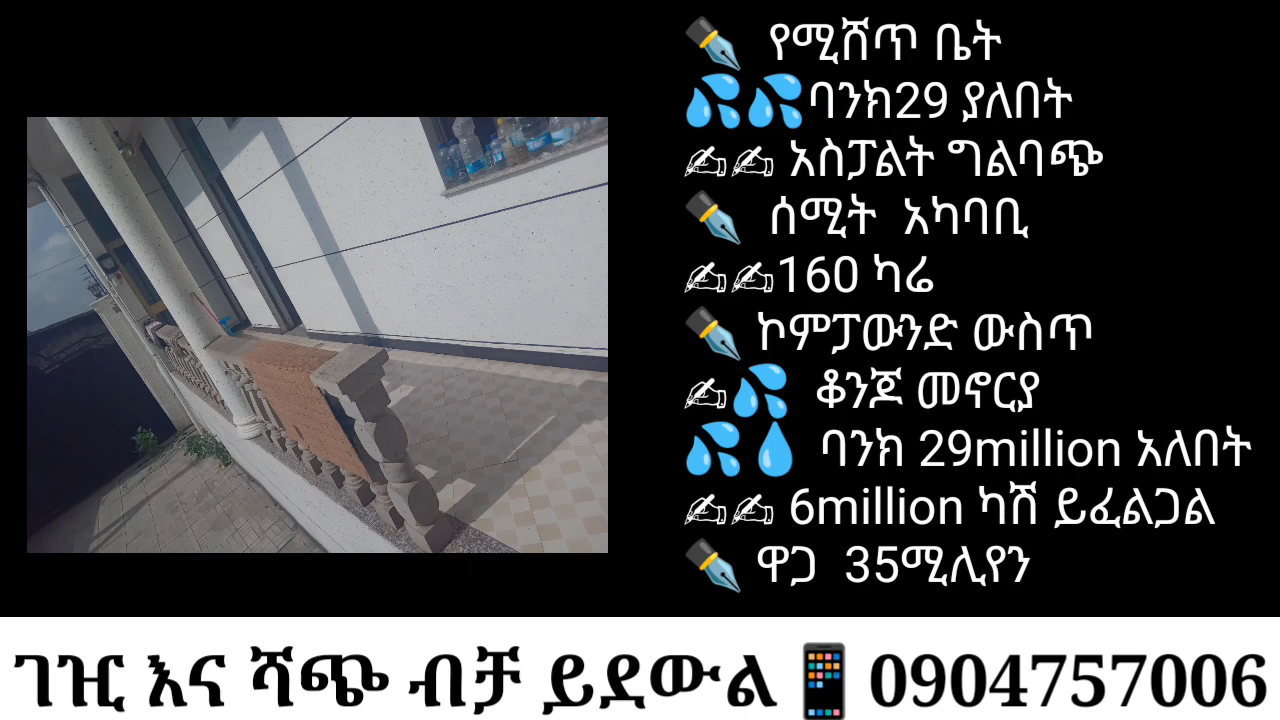 ✒️ የሚሸጥ ቤት
💦💦ባንክ29 ያለበት
✍✍ አስፓልት ግልባጭ
✒️ ሰሚት አካባቢ
✍✍160 ካሬ
✒️ ኮምፓውንድ ውስጥ
✍💦 ቆንጆ መኖርያ
💦💧 ባንክ 29million አለበት
✍✍ 6million ካሽ ይፈልጋል
✒️ ዋጋ 35ሚሊየን
ገዢ እና ሻጭ ብቻ ይደውል📱0904757006